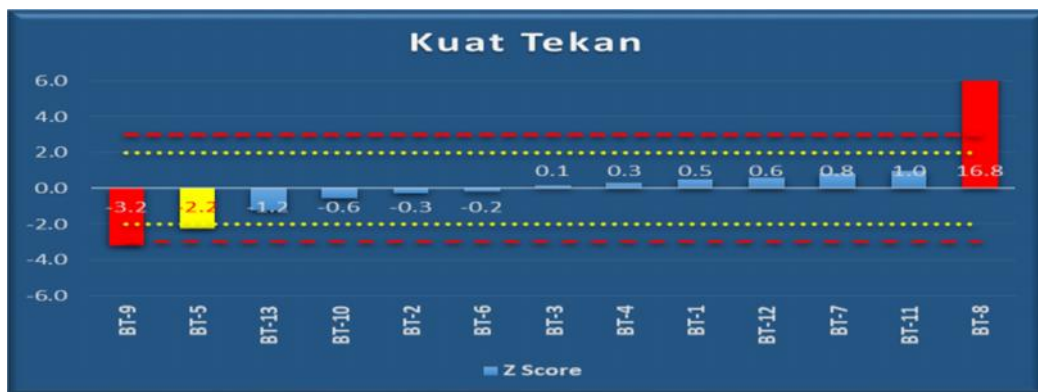 Kuat Tekan
6.0
4.0
2.0
0.0
-2.0
-4.0
-6.0
-3.2
-2.2
-1.2
-0.6
-0.3
-0.2
0.1
0.3
0.5
0.6
0.8
1.0
16.8
BT-9
BT-5
BT-13
BT-10
BT-2
BT-6
BT-3
BT-4
BT-1
BT-12
BT-7
BT-11
BT-8
Z Score